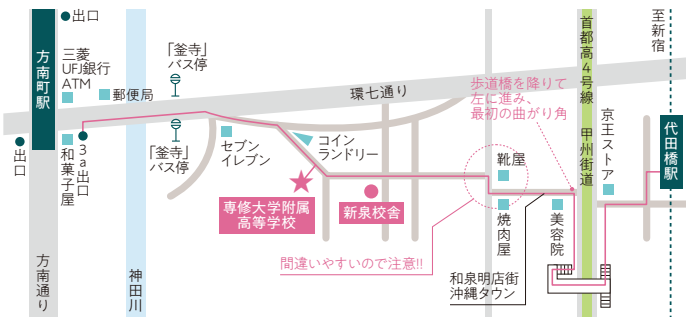 ●出口
方南町駅
三菱
UFJ銀行
ATM
郵便局
「釜寺」
バス停
環七通り
首都高4号線　甲州街道
至新宿
歩道橋を降りて
左に進み、
最初の曲がり角
京王ストア
代田橋駅
●出口
和菓子屋
3a出口
「釜寺」
バス停
セブン
イレブン
コイン
ランドリー
靴屋
専修大学附属
高等学校
新泉校舎
焼肉屋
美容院
間違いやすいので注意!!
和泉明店街
沖縄タウン
方南通り
神田川